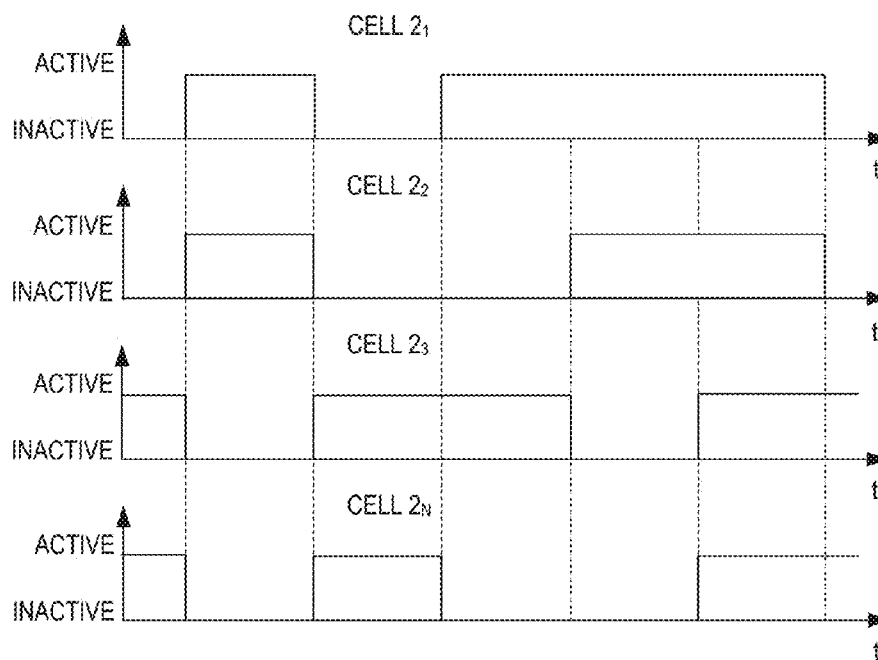 CELL 2₁
ACTIVE
INACTIVE
t
CELL 2₂
ACTIVE
INACTIVE
t
CELL 2₃
ACTIVE
INACTIVE
t
CELL 2N
ACTIVE
INACTIVE
t